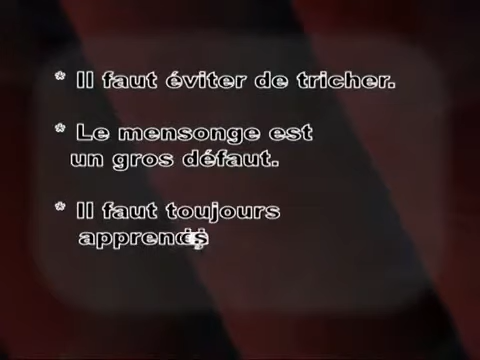 * Il faut éviter de tricher.
* Le mensonge est
un gros défaut.
* Il faut toujours